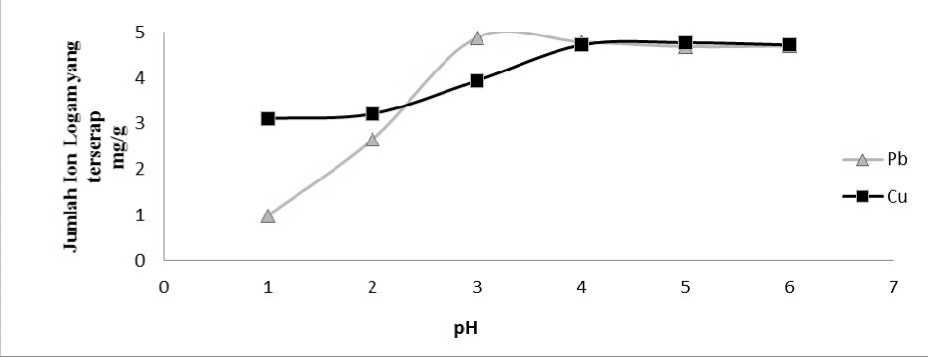 Jumlah Ion Logam yang
terserap
mg/g
5
4
3
2
1
0
0 1 2 3 4 5 6 7
pH
Pb
Cu